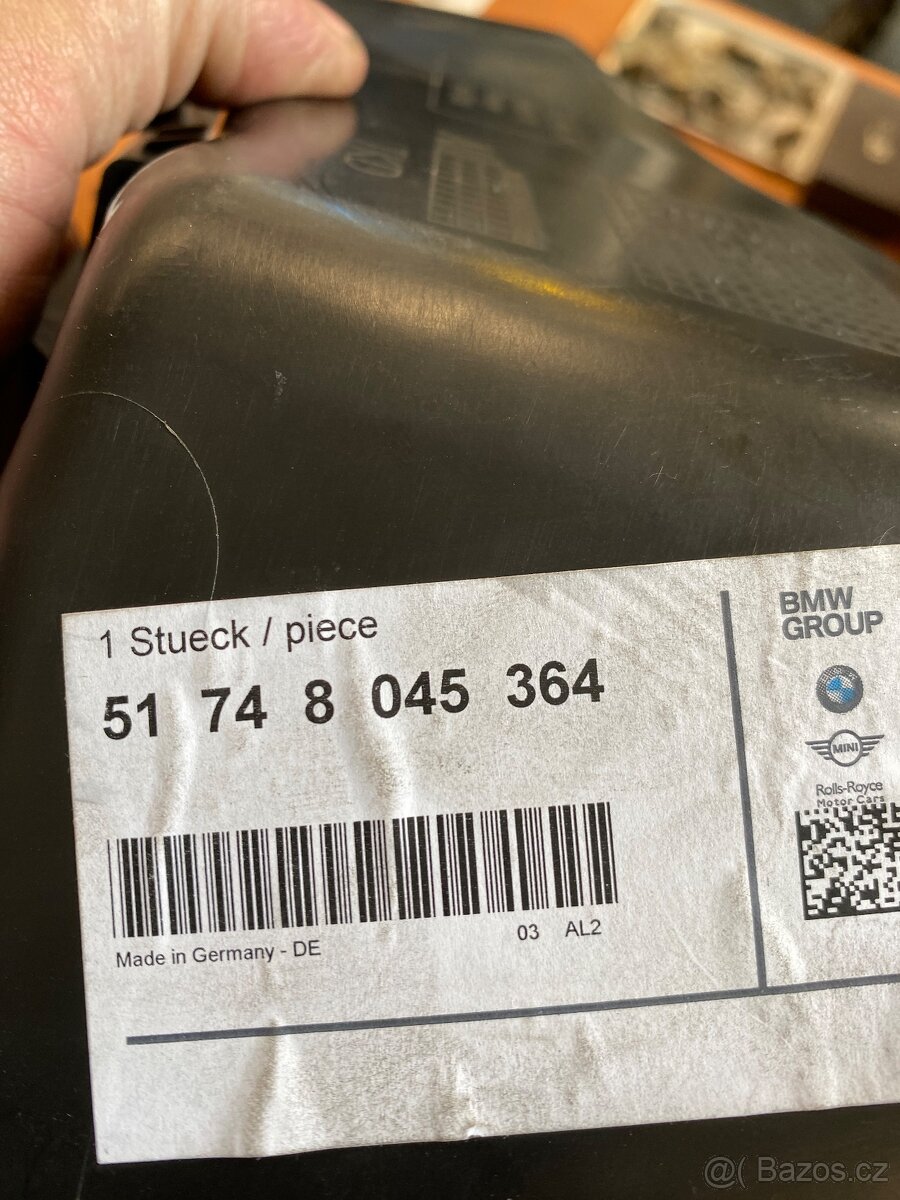 1 Stueck / piece
51 74 8 045 364
Made in Germany - DE
03 AL2
BMW
GROUP
MINI
Rolls-Royce
Motor Cars
@( Bazos.cz